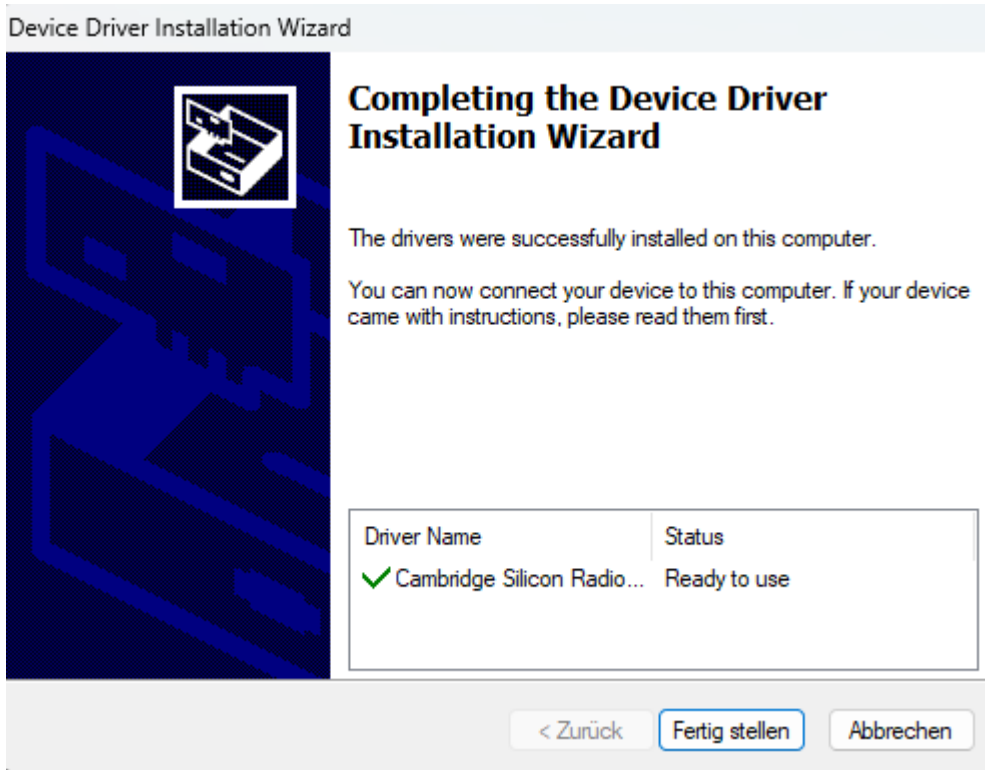 Device Driver Installation Wizard
Completing the Device Driver
Installation Wizard
The drivers were successfully installed on this computer.
You can now connect your device to this computer. If your device
came with instructions, please read them first.
Driver Name Status
Cambridge Silicon Radio... Ready to use
< Zurück Fertig stellen Abbrechen